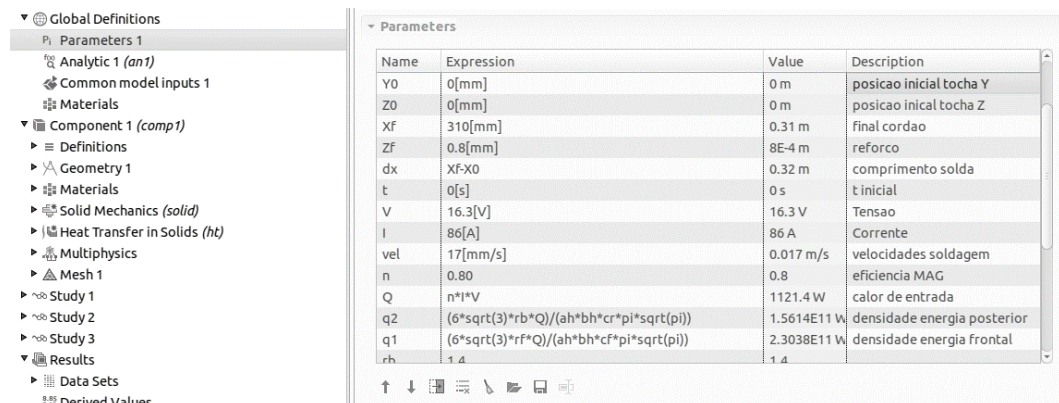 Global Definitions
Pi Parameters 1
Analytic 1 (an1)
Common model inputs 1
Materials
Component 1 (comp1)
Definitions
Geometry 1
Materials
Solid Mechanics (solid)
Heat Transfer in Solids (ht)
Multiphysics
Mesh 1
Study 1
Study 2
Study 3
Results
Data Sets
8.85 Derived Values
Parameters
Name Expression Value Description
Y0 0[mm] 0 m posicao inicial tocha Y
Z0 0[mm] 0 m posicao inical tocha Z
Xf 310[mm] 0.31 m final cordao
Zf 0.8[mm] 8E-4 m reforco
dx Xf-X0 0.32 m comprimento solda
t 0[s] 0 s t inicial
V 16.3[V] 16.3 V Tensao
I 86[A] 86 A Corrente
vel 17[mm/s] 0.017 m/s velocidades soldagem
n 0.80 0.8 eficiencia MAG
Q n*I*V 1121.4 W calor de entrada
q2 (6*sqrt(3)*rb*Q)/(ah*bh*cr*pi*sqrt(pi)) 1.5614E11 W densidade energia posterior
q1 (6*sqrt(3)*rf*Q)/(ah*bh*cf*pi*sqrt(pi)) 2.3038E11 W densidade energia frontal
rb 1.4 1.4